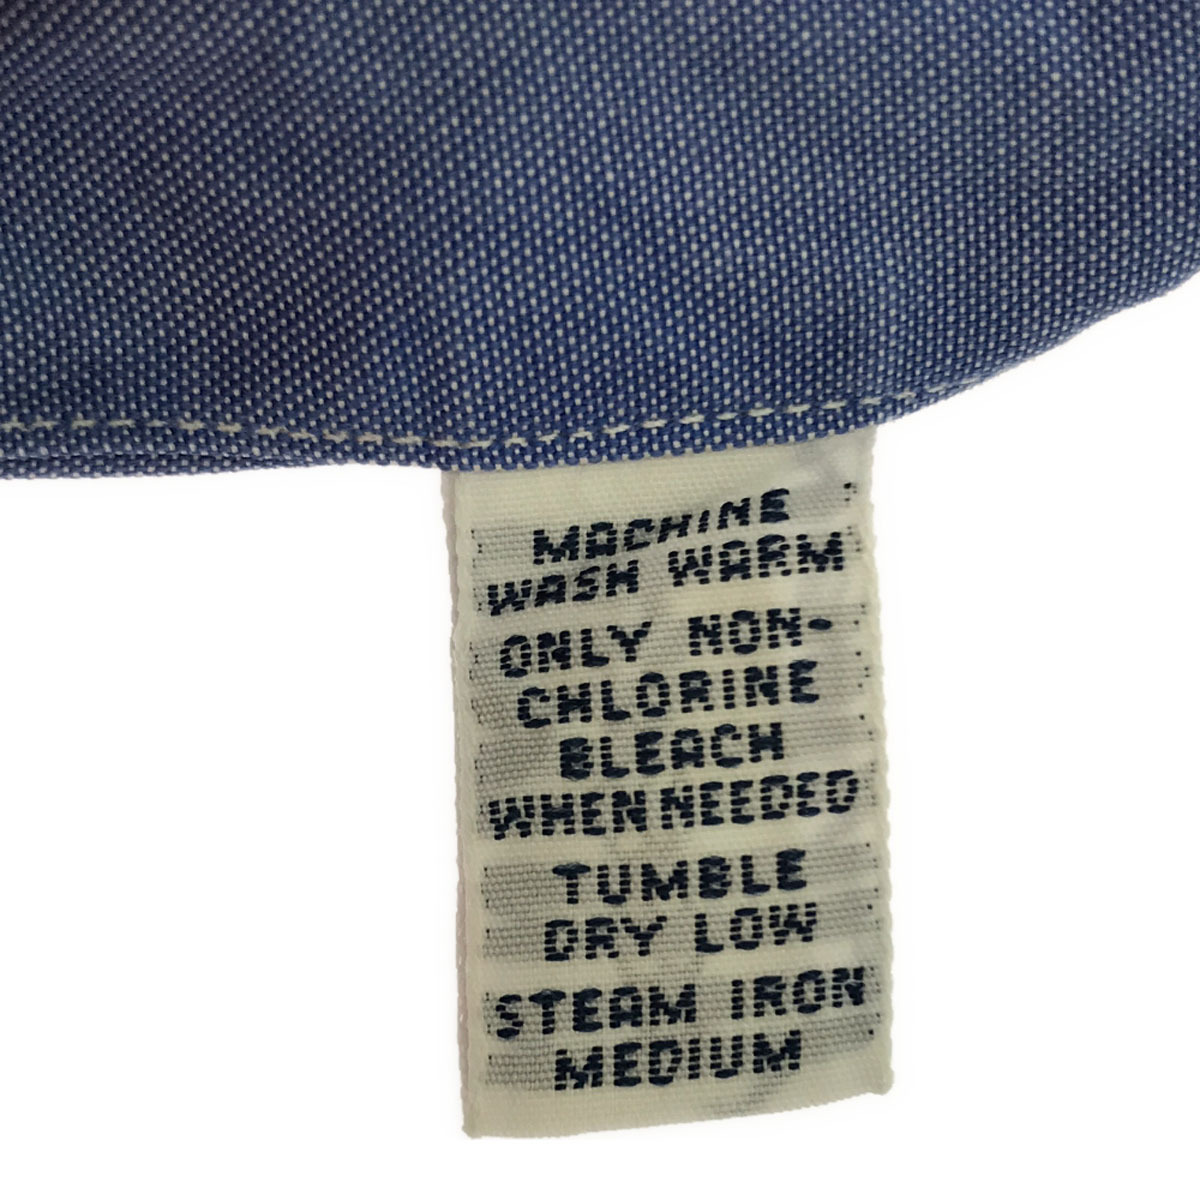 MACHINE
WASH WARM
ONLY NON-
CHLORINE
BLEACH
WHEN NEEDED
TUMBLE
DRY LOW
STEAM IRON
MEDIUM